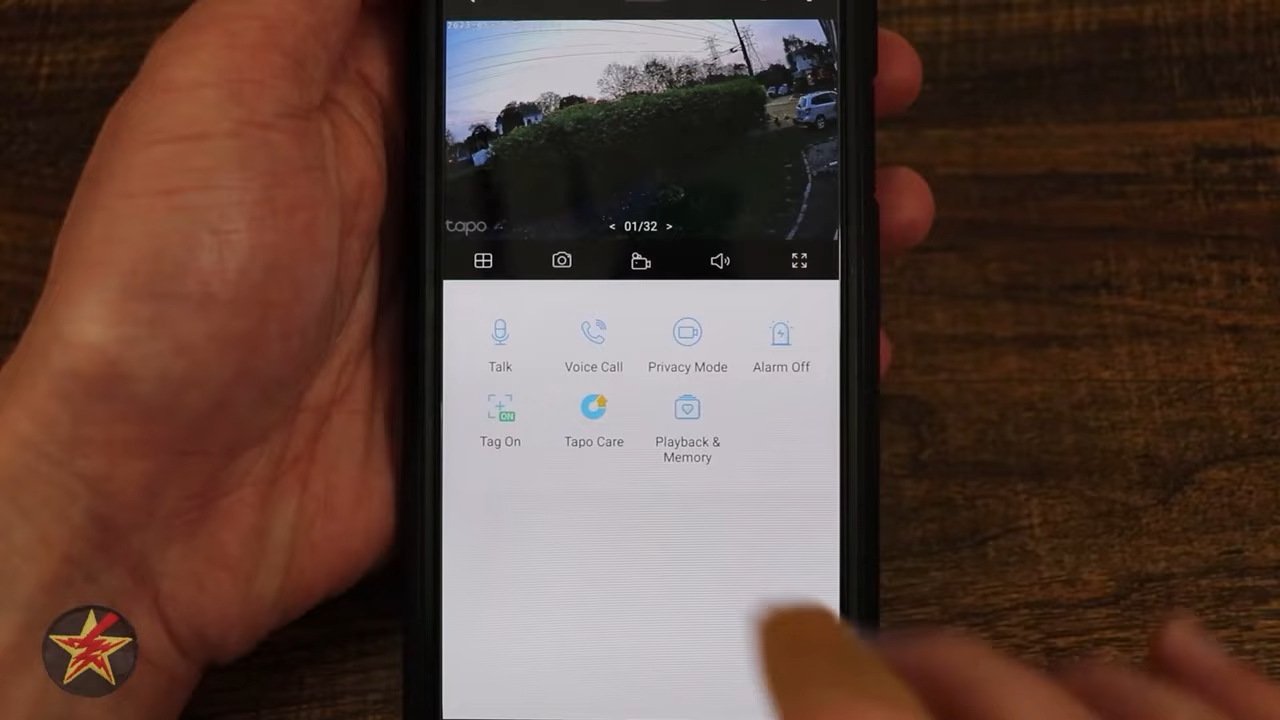 tapo
< 01/32 >
Talk
Voice Call
Privacy Mode
Alarm Off
ON
Tag On
Tapo Care
Playback &
Memory